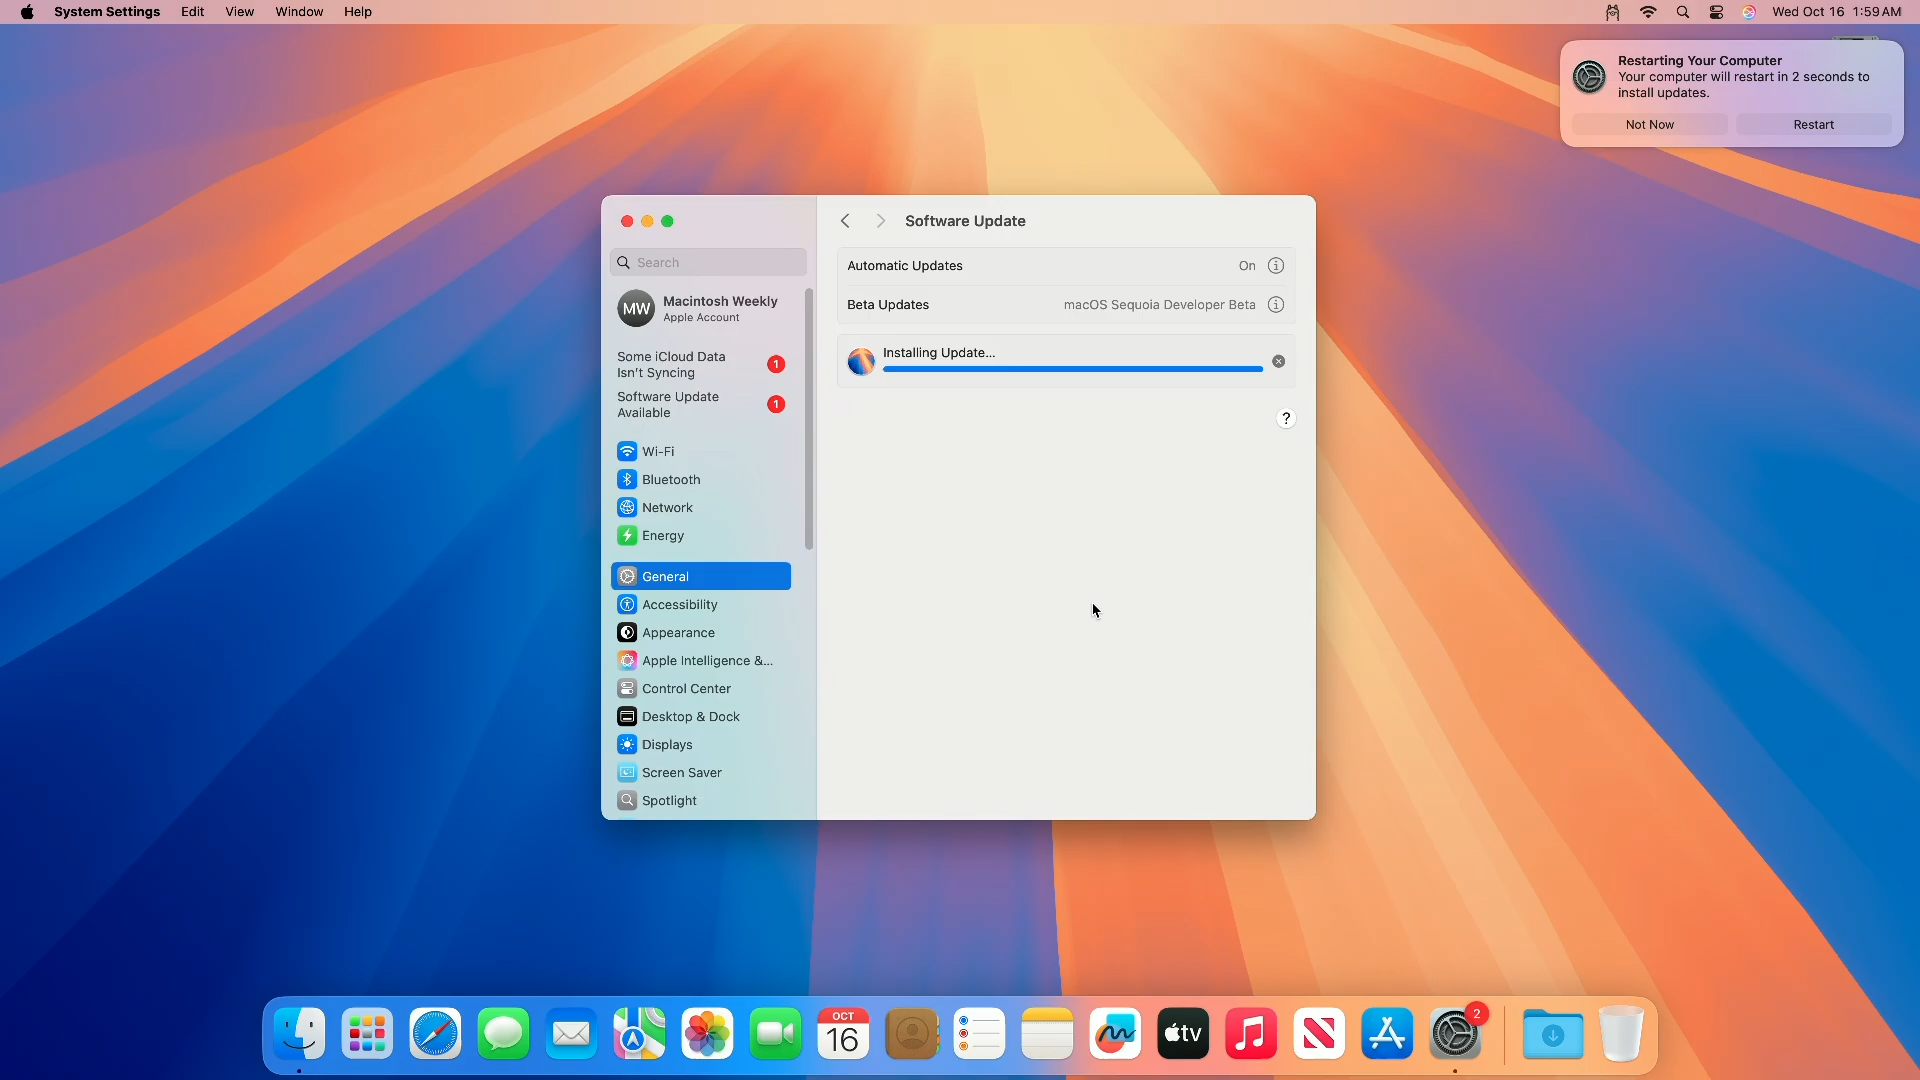 System Settings Edit View Window Help
Wed Oct 16 1:59 AM
Restarting Your Computer
Your computer will restart in 2 seconds to
install updates.
Not Now Restart
Software Update
Search
MW
Macintosh Weekly
Apple Account
Some iCloud Data
Isn't Syncing
1
Software Update
Available
1
Wi-Fi
Bluetooth
Network
Energy
General
Accessibility
Appearance
Apple Intelligence &...
Control Center
Desktop & Dock
Displays
Screen Saver
Spotlight
Automatic Updates On
Beta Updates macOS Sequoia Developer Beta
Installing Update...
?
OCT
16
tv
2